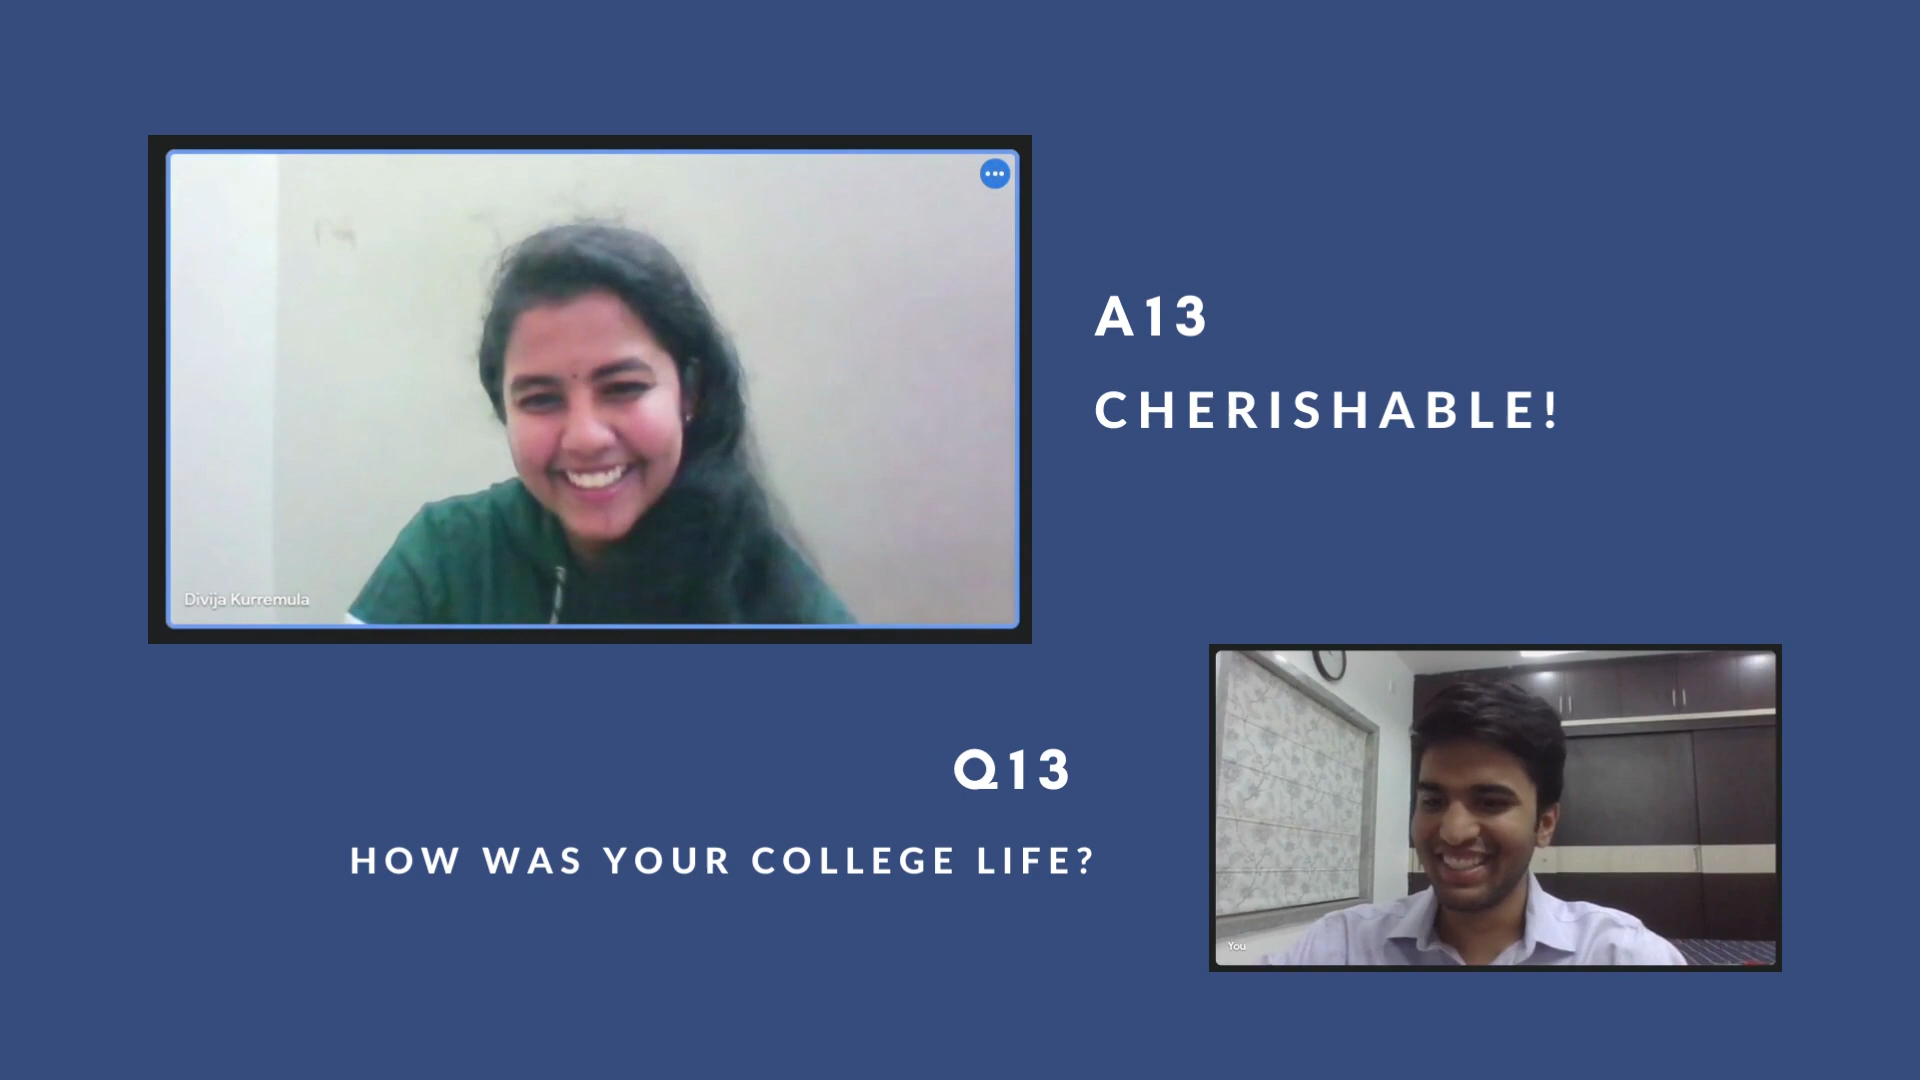 Divija Kurremula
A13
CHERISHABLE!
Q13
HOW WAS YOUR COLLEGE LIFE?
You